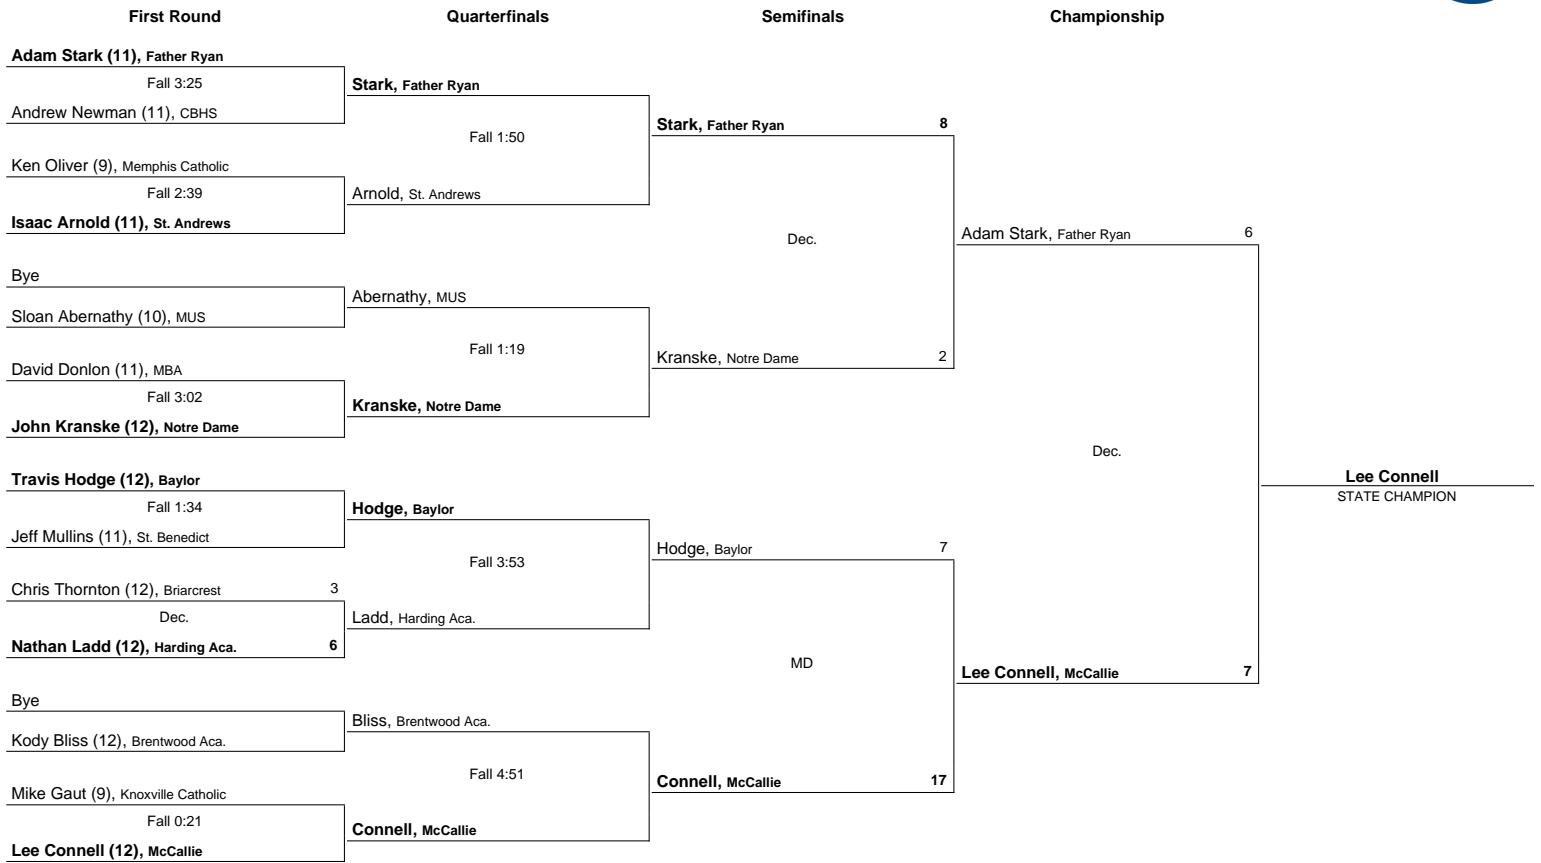 First Round Quarterfinals Semifinals Championship
Adam Stark (11), Father Ryan
Fall 3:25
Andrew Newman (11), CBHS
Ken Oliver (9), Memphis Catholic
Fall 2:39
Isaac Arnold (11), St. Andrews
Bye
Sloan Abernathy (10), MUS
David Donlon (11), MBA
Fall 3:02
John Kranske (12), Notre Dame
Travis Hodge (12), Baylor
Fall 1:34
Jeff Mullins (11), St. Benedict
Chris Thornton (12), Briarcrest 3
Dec.
Nathan Ladd (12), Harding Aca. 6
Bye
Kody Bliss (12), Brentwood Aca.
Mike Gaut (9), Knoxville Catholic
Fall 0:21
Lee Connell (12), McCallie
Stark, Father Ryan
Fall 1:50
Arnold, St. Andrews
Abernathy, MUS
Fall 1:19
Kranske, Notre Dame
Hodge, Baylor
Fall 3:53
Ladd, Harding Aca.
Bliss, Brentwood Aca.
Fall 4:51
Connell, McCallie
Stark, Father Ryan 8
Dec.
Kranske, Notre Dame 2
Hodge, Baylor 7
MD
Connell, McCallie 17
Adam Stark, Father Ryan 6
Dec.
Lee Connell, McCallie 7
Lee Connell
STATE CHAMPION